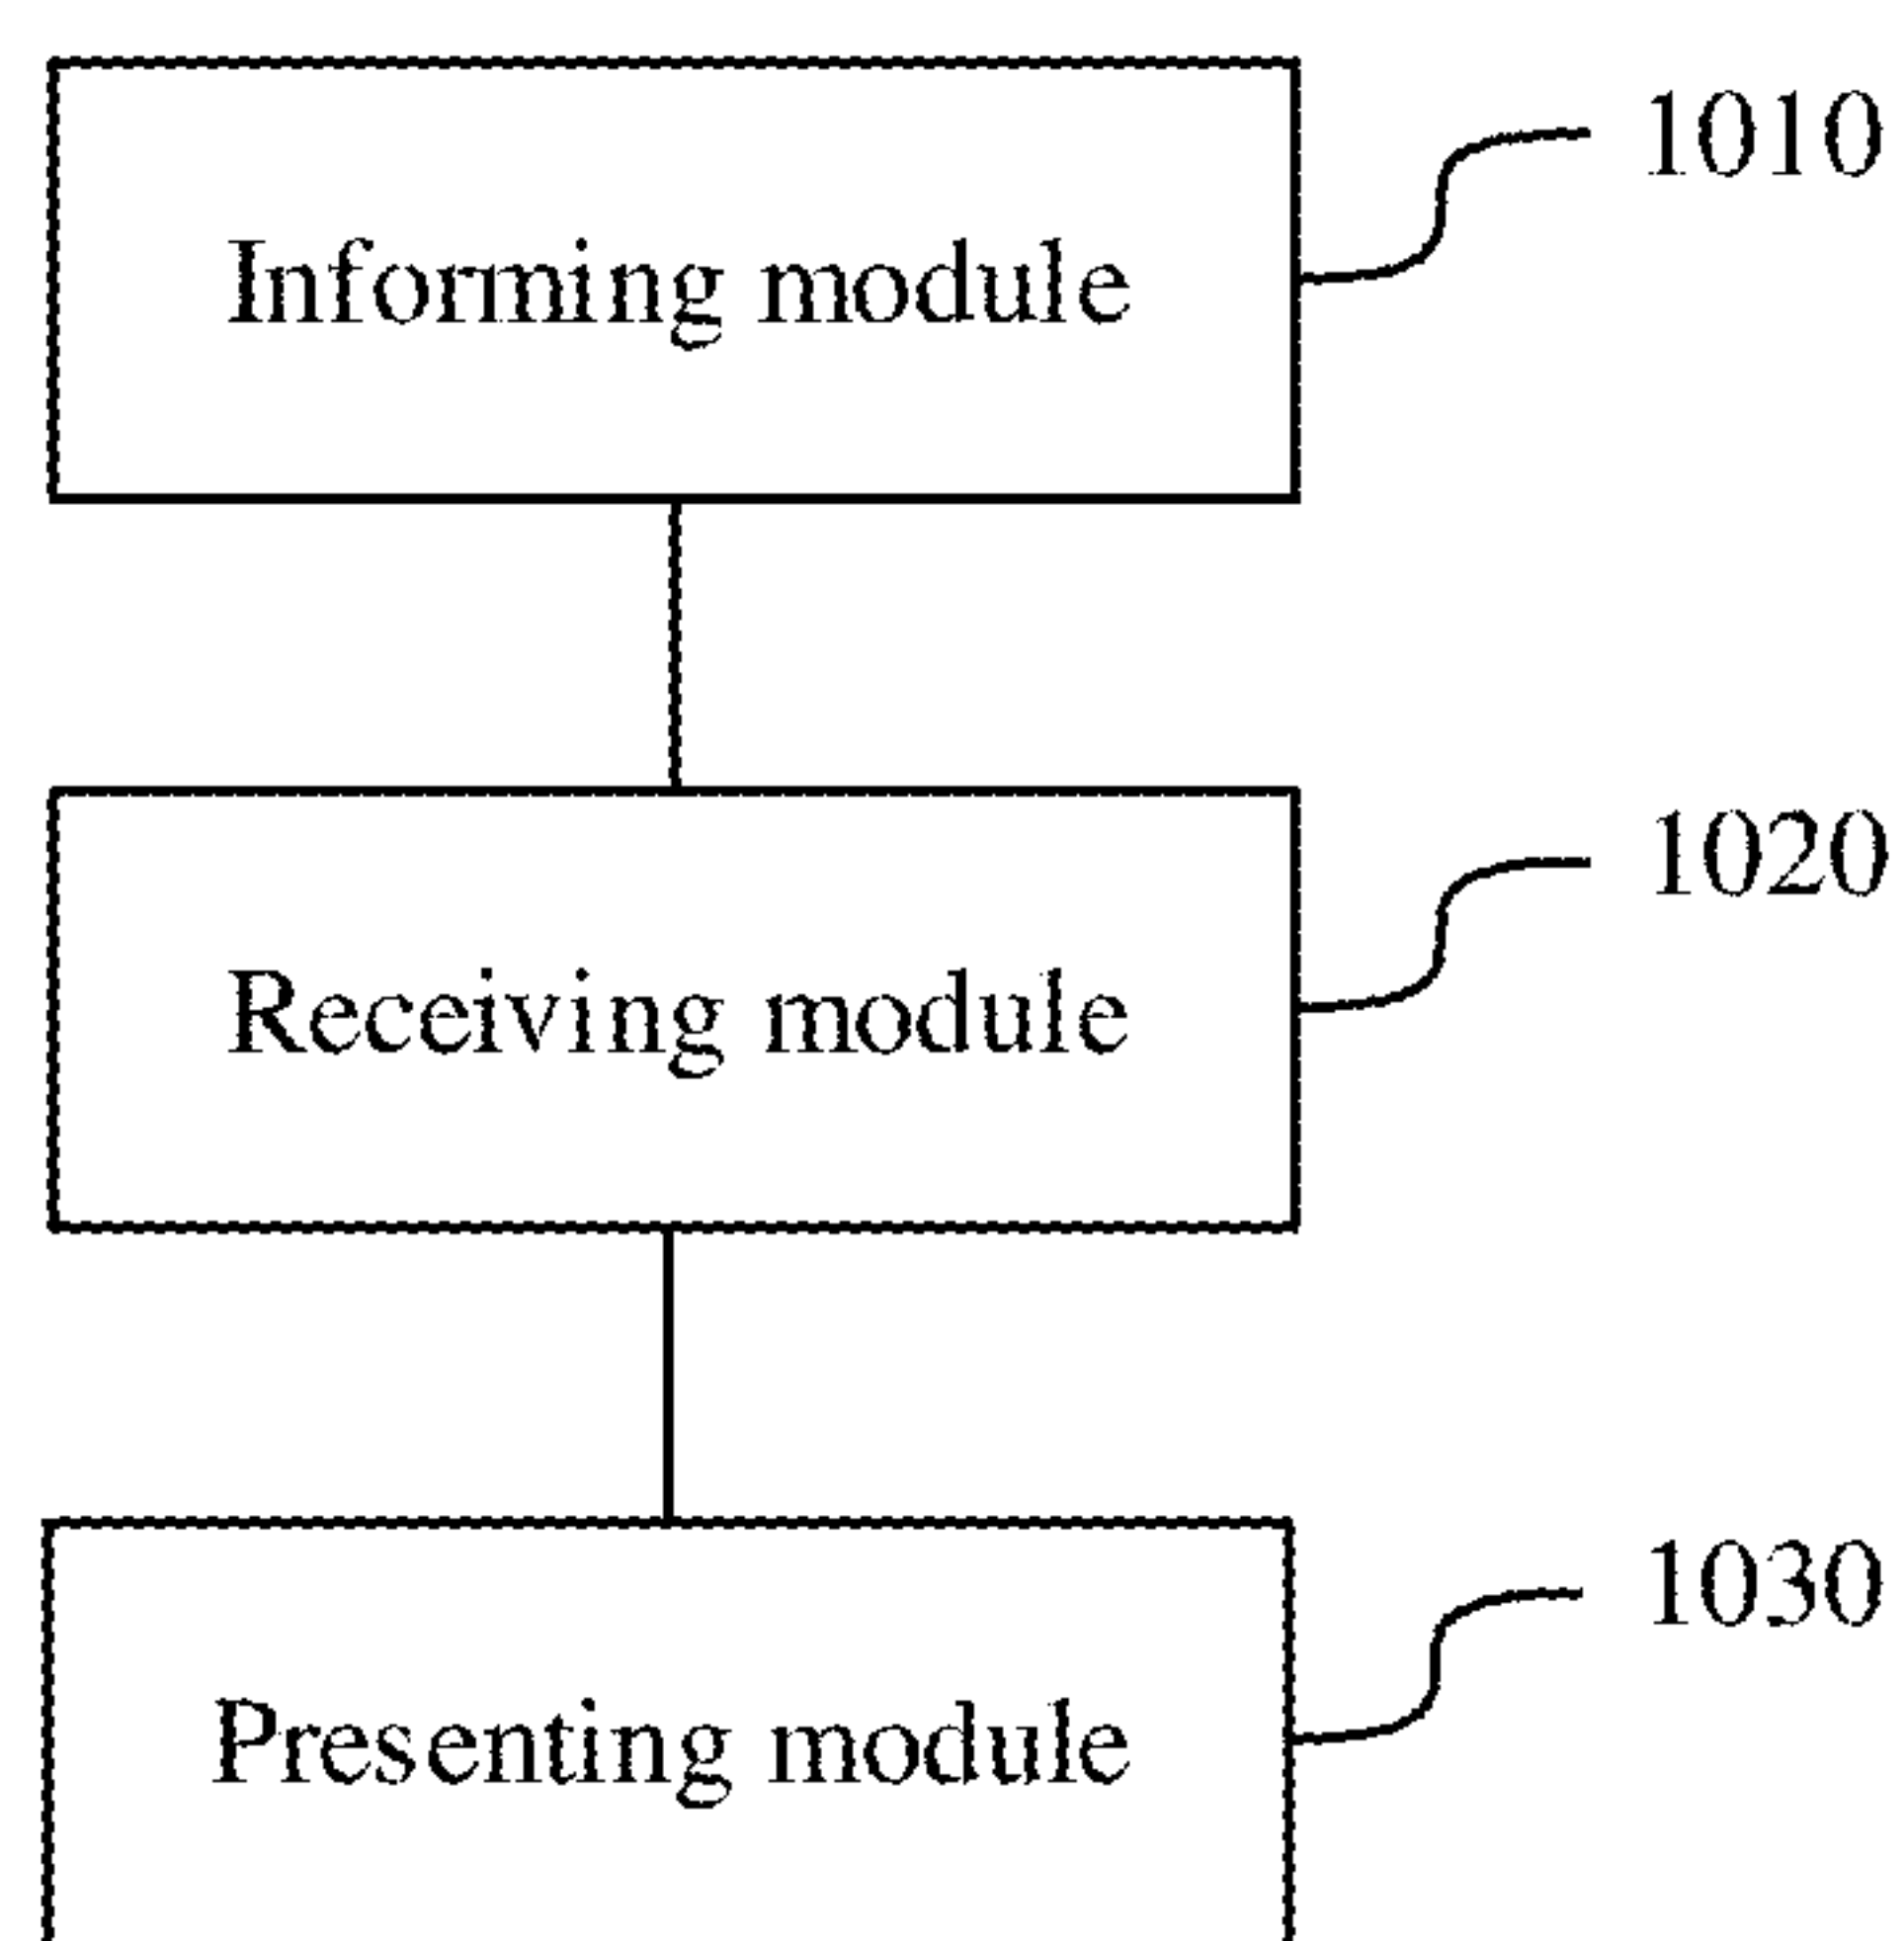 1010
Informing module
1020
Receiving module
1030
Presenting module